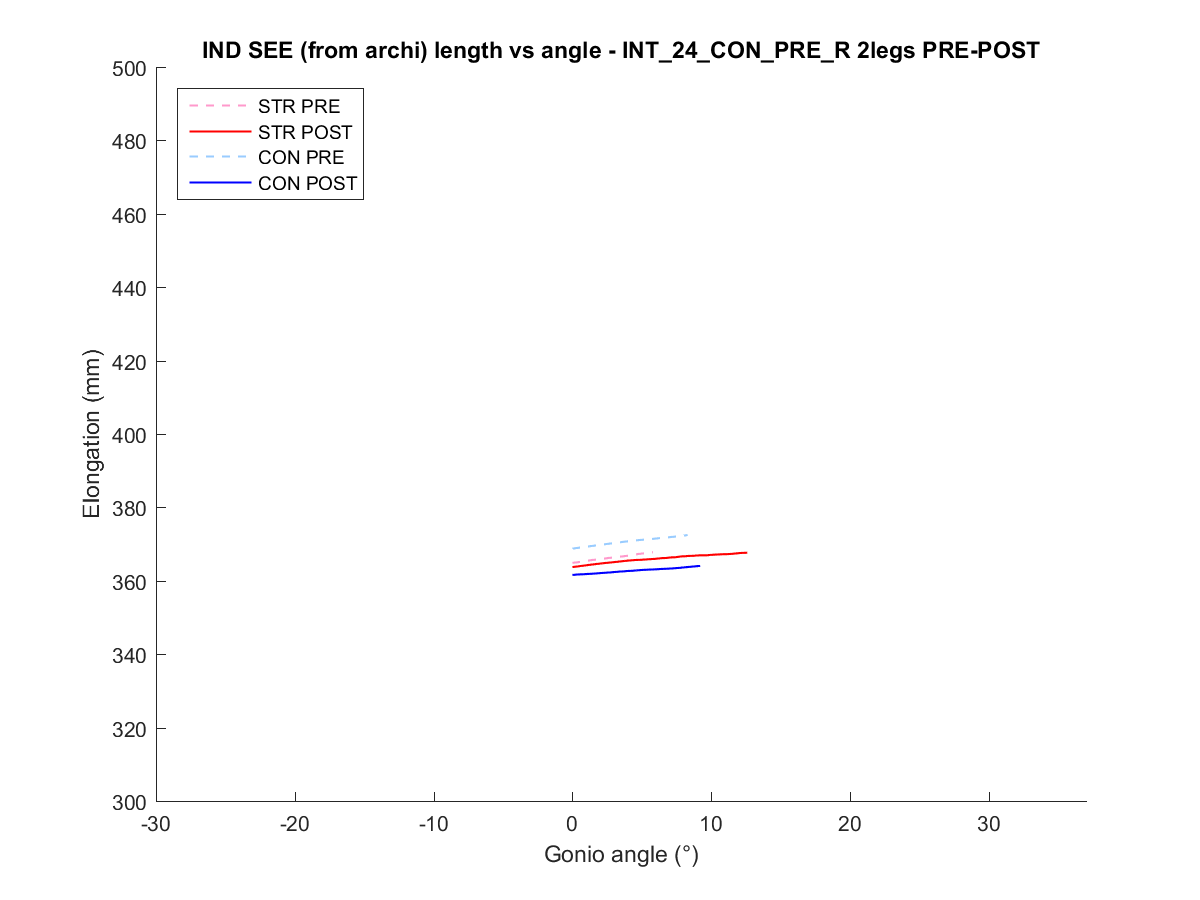 IND SEE (from archi) length vs angle - INT_24_CON_PRE_R 2legs PRE-POST
500
480
460
440
420
400
380
360
340
320
300
Elongation (mm)
STR PRE
STR POST
CON PRE
CON POST
-30 -20 -10 0 10 20 30
Gonio angle (°)